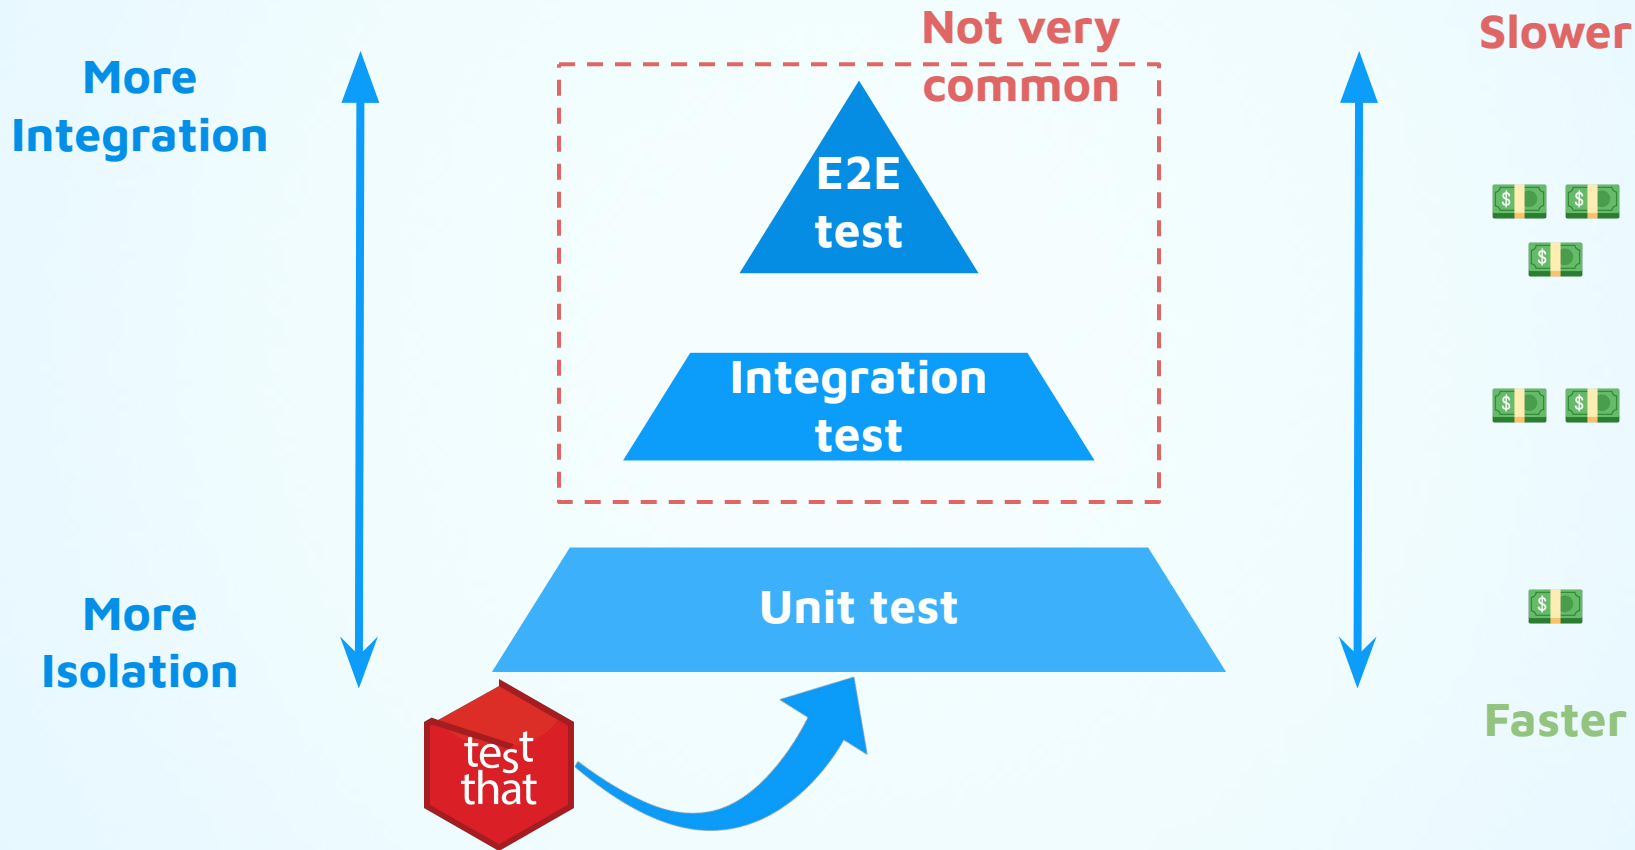 Not very
common
Slower
More
Integration
E2E
test
Integration
test
Unit test
More
Isolation
Faster
test
that